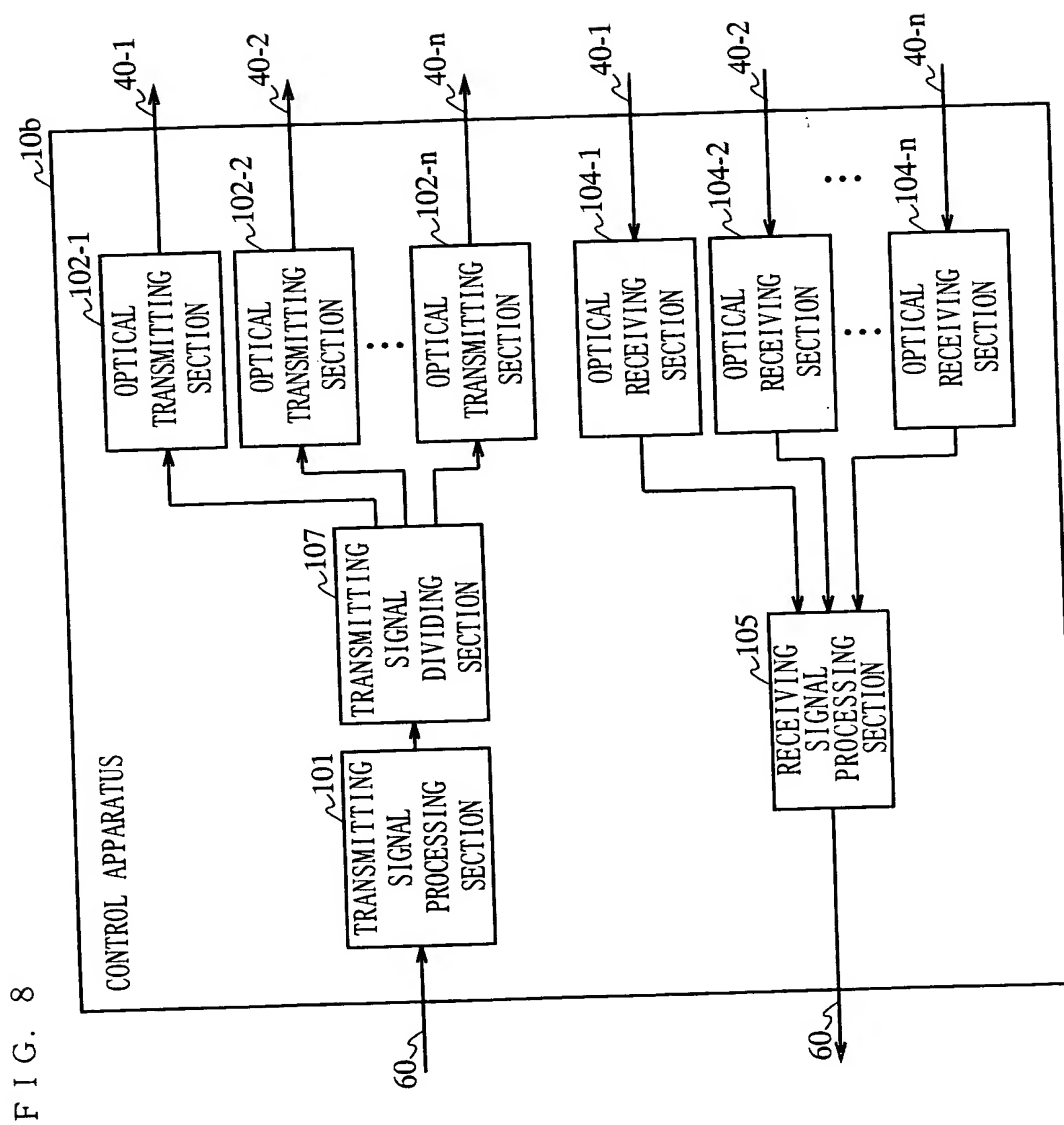 F I G. 8
10b
CONTROL APPARATUS
60
101
TRANSMITTING
SIGNAL
PROCESSING
SECTION
107
TRANSMITTING
SIGNAL
DIVIDING
SECTION
102-1
OPTICAL
TRANSMITTING
SECTION
40-1
102-2
OPTICAL
TRANSMITTING
SECTION
40-2
102-n
OPTICAL
TRANSMITTING
SECTION
40-n
104-1
OPTICAL
RECEIVING
SECTION
40-1
104-2
OPTICAL
RECEIVING
SECTION
40-2
104-n
OPTICAL
RECEIVING
SECTION
40-n
105
RECEIVING
SIGNAL
PROCESSING
SECTION
60